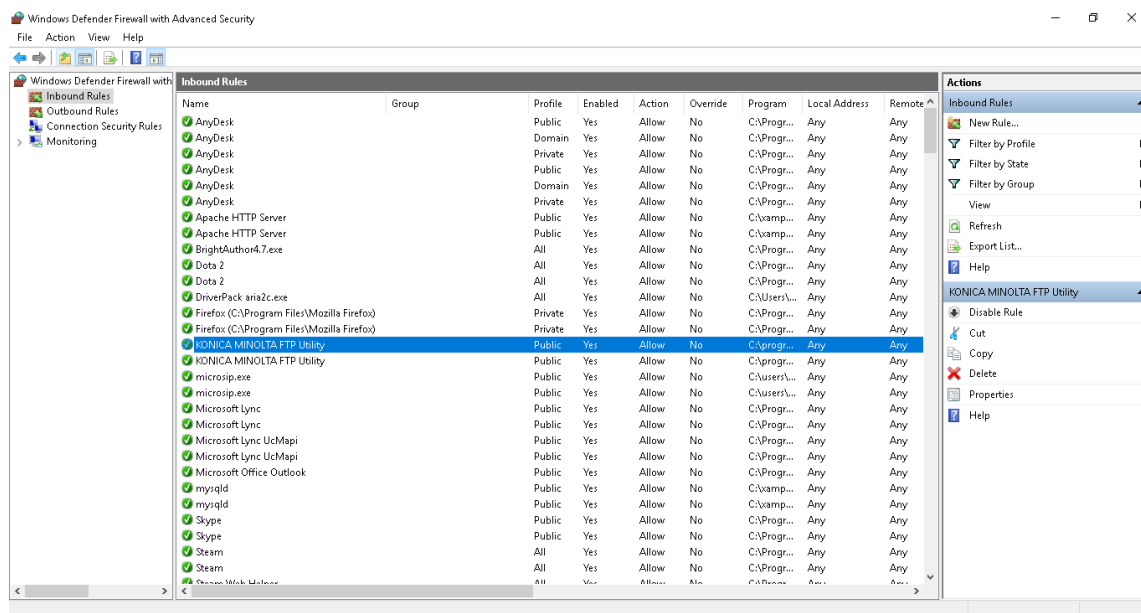 Windows Defender Firewall with Advanced Security
File Action View Help
Windows Defender Firewall with
Inbound Rules
Outbound Rules
Connection Security Rules
Monitoring
Inbound Rules
Name Group Profile Enabled Action Override Program Local Address Remote
AnyDesk Public Yes Allow No C:\Progr... Any Any
AnyDesk Domain Yes Allow No C:\Progr... Any Any
AnyDesk Private Yes Allow No C:\Progr... Any Any
AnyDesk Public Yes Allow No C:\Progr... Any Any
AnyDesk Domain Yes Allow No C:\Progr... Any Any
AnyDesk Private Yes Allow No C:\Progr... Any Any
Apache HTTP Server Public Yes Allow No C:\xamp... Any Any
Apache HTTP Server Public Yes Allow No C:\xamp... Any Any
BrightAuthor4.7.exe All Yes Allow No C:\Progr... Any Any
Dota 2 All Yes Allow No C:\Progr... Any Any
Dota 2 All Yes Allow No C:\Progr... Any Any
DriverPack aria2c.exe All Yes Allow No C:\Users\... Any Any
Firefox (C:\Program Files\Mozilla Firefox) Private Yes Allow No C:\Progr... Any Any
Firefox (C:\Program Files\Mozilla Firefox) Private Yes Allow No C:\Progr... Any Any
KONICA MINOLTA FTP Utility Public Yes Allow No C:\progr... Any Any
KONICA MINOLTA FTP Utility Public Yes Allow No C:\progr... Any Any
microsip.exe Public Yes Allow No C:\users\... Any Any
microsip.exe Public Yes Allow No C:\users\... Any Any
Microsoft Lync Public Yes Allow No C:\Progr... Any Any
Microsoft Lync Public Yes Allow No C:\Progr... Any Any
Microsoft Lync UcMapi Public Yes Allow No C:\Progr... Any Any
Microsoft Lync UcMapi Public Yes Allow No C:\Progr... Any Any
Microsoft Office Outlook Public Yes Allow No C:\Progr... Any Any
mysqld Public Yes Allow No C:\xamp... Any Any
mysqld Public Yes Allow No C:\xamp... Any Any
Skype Public Yes Allow No C:\Progr... Any Any
Skype Public Yes Allow No C:\Progr... Any Any
Steam All Yes Allow No C:\Progr... Any Any
Steam All Yes Allow No C:\Progr... Any Any
Steam Web Helper All Yes Allow No C:\Progr... Any Any
Actions
Inbound Rules
New Rule...
Filter by Profile
Filter by State
Filter by Group
View
Refresh
Export List...
Help
KONICA MINOLTA FTP Utility
Disable Rule
Cut
Copy
Delete
Properties
Help